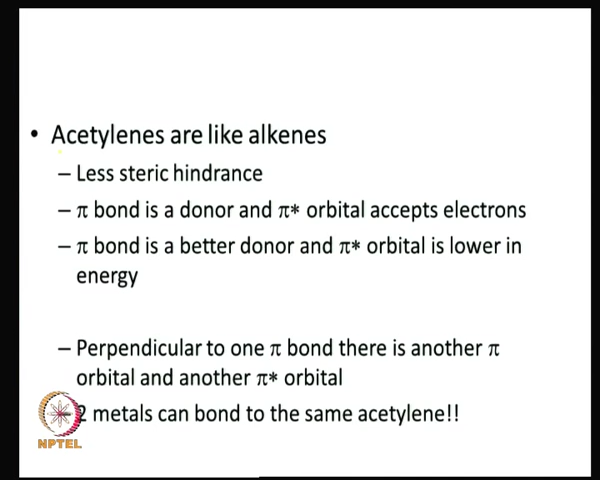 • Acetylenes are like alkenes
– Less steric hindrance
– π bond is a donor and π* orbital accepts electrons
– π bond is a better donor and π* orbital is lower in
energy
– Perpendicular to one π bond there is another π
orbital and another π* orbital
2 metals can bond to the same acetylene!!
NPTEL